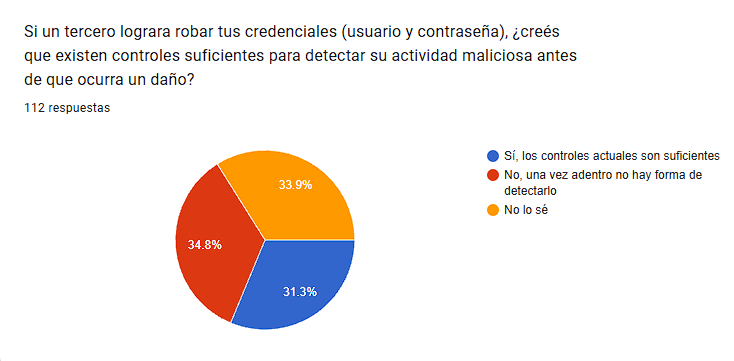 Si un tercero lograra robar tus credenciales (usuario y contraseña), ¿creés
que existen controles suficientes para detectar su actividad maliciosa antes
de que ocurra un daño?
112 respuestas
Sí, los controles actuales son suficientes
No, una vez adentro no hay forma de
detectarlo
No lo sé
33.9%
34.8%
31.3%